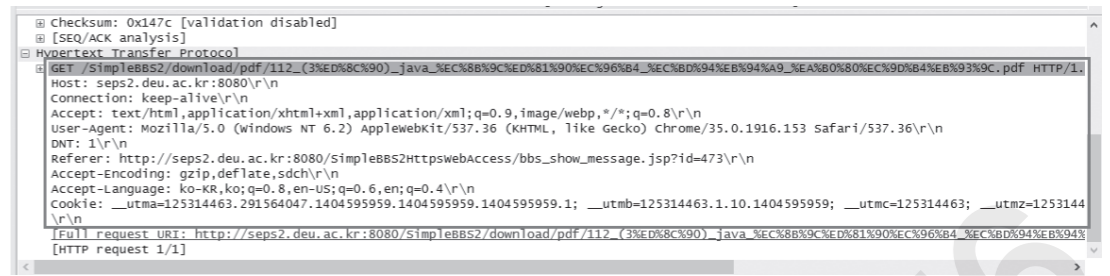 Checksum: 0x147c [validation disabled]
[SEQ/ACK analysis]
Hypertext Transfer Protocol
GET /SimpleBBS2/download/pdf/112_(3%ED%8C%90)_java_%EC%8B%9C%ED%81%90%EC%96%B4_%EC%BD%94%EB%94%A9_%EA%B0%80%EC%9D%B4%EB%93%9C.pdf HTTP/1.
Host: seps2.deu.ac.kr:8080\r\n
Connection: keep-alive\r\n
Accept: text/html,application/xhtml+xml,application/xml;q=0.9,image/webp,*/*;q=0.8\r\n
User-Agent: Mozilla/5.0 (Windows NT 6.2) AppleWebKit/537.36 (KHTML, like Gecko) Chrome/35.0.1916.153 Safari/537.36\r\n
DNT: 1\r\n
Referer: http://seps2.deu.ac.kr:8080/SimpleBBS2HttpsWebAccess/bbs_show_message.jsp?id=473\r\n
Accept-Encoding: gzip,deflate,sdch\r\n
Accept-Language: ko-KR,ko;q=0.8,en-US;q=0.6,en;q=0.4\r\n
Cookie: __utma=125314463.291564047.1404595959.1404595959.1404595959.1; __utmb=125314463.1.10.1404595959; __utmc=125314463; __utmz=1253144
\r\n
[Full request URI: http://seps2.deu.ac.kr:8080/SimpleBBS2/download/pdf/112_(3%ED%8C%90)_java_%EC%8B%9C%ED%81%90%EC%96%B4_%EC%BD%94%EB%94%
[HTTP request 1/1]